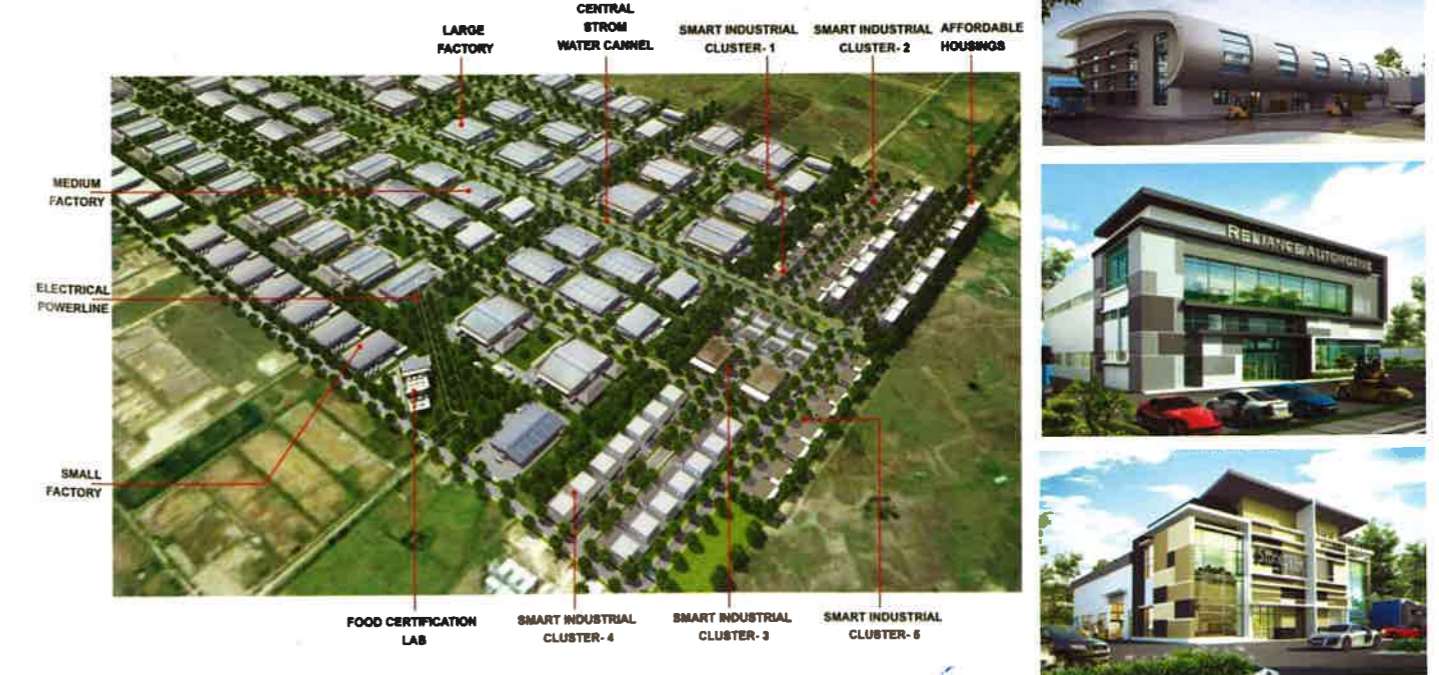 LARGE
FACTORY
CENTRAL
STROM
WATER CANNEL
SMART INDUSTRIAL
CLUSTER- 1
SMART INDUSTRIAL
CLUSTER- 2
AFFORDABLE
HOUSINGS
MEDIUM
FACTORY
ELECTRICAL
POWERLINE
SMALL
FACTORY
FOOD CERTIFICATION
LAB
SMART INDUSTRIAL
CLUSTER- 4
SMART INDUSTRIAL
CLUSTER- 3
SMART INDUSTRIAL
CLUSTER- 5
RELIANCE AUTOMOTIVE